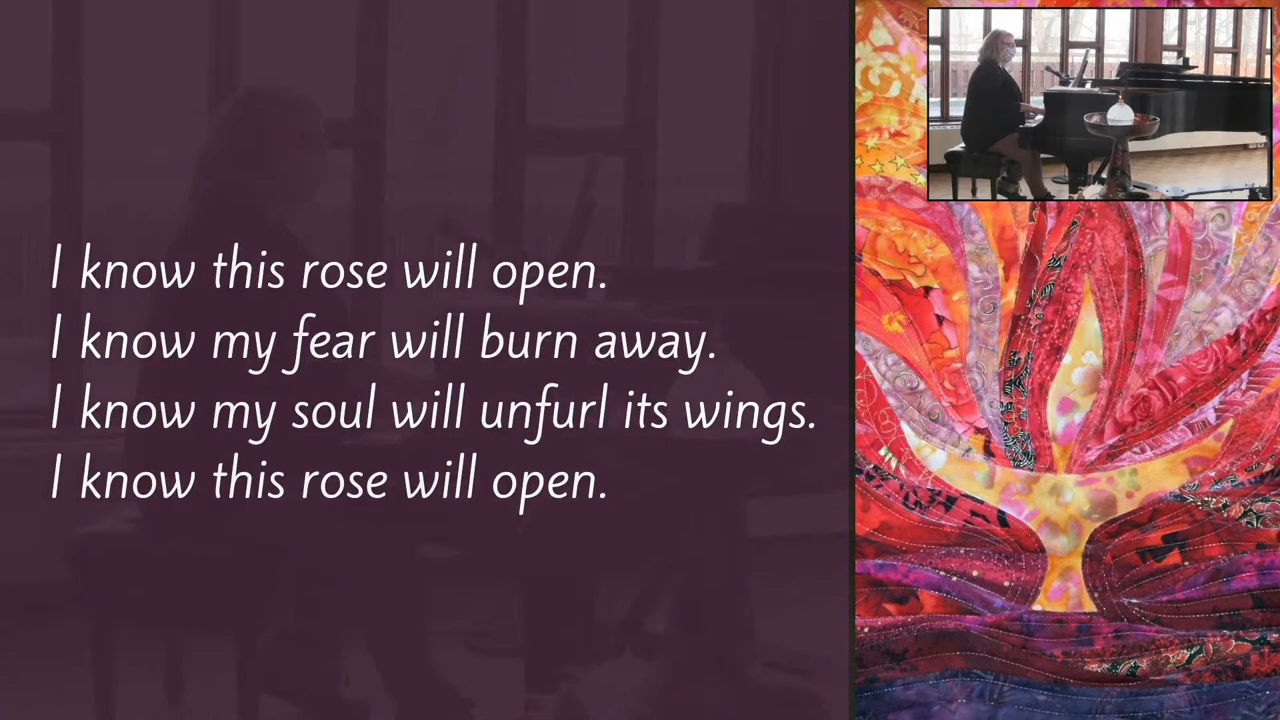 I know this rose will open.
I know my fear will burn away.
I know my soul will unfurl its wings.
I know this rose will open.